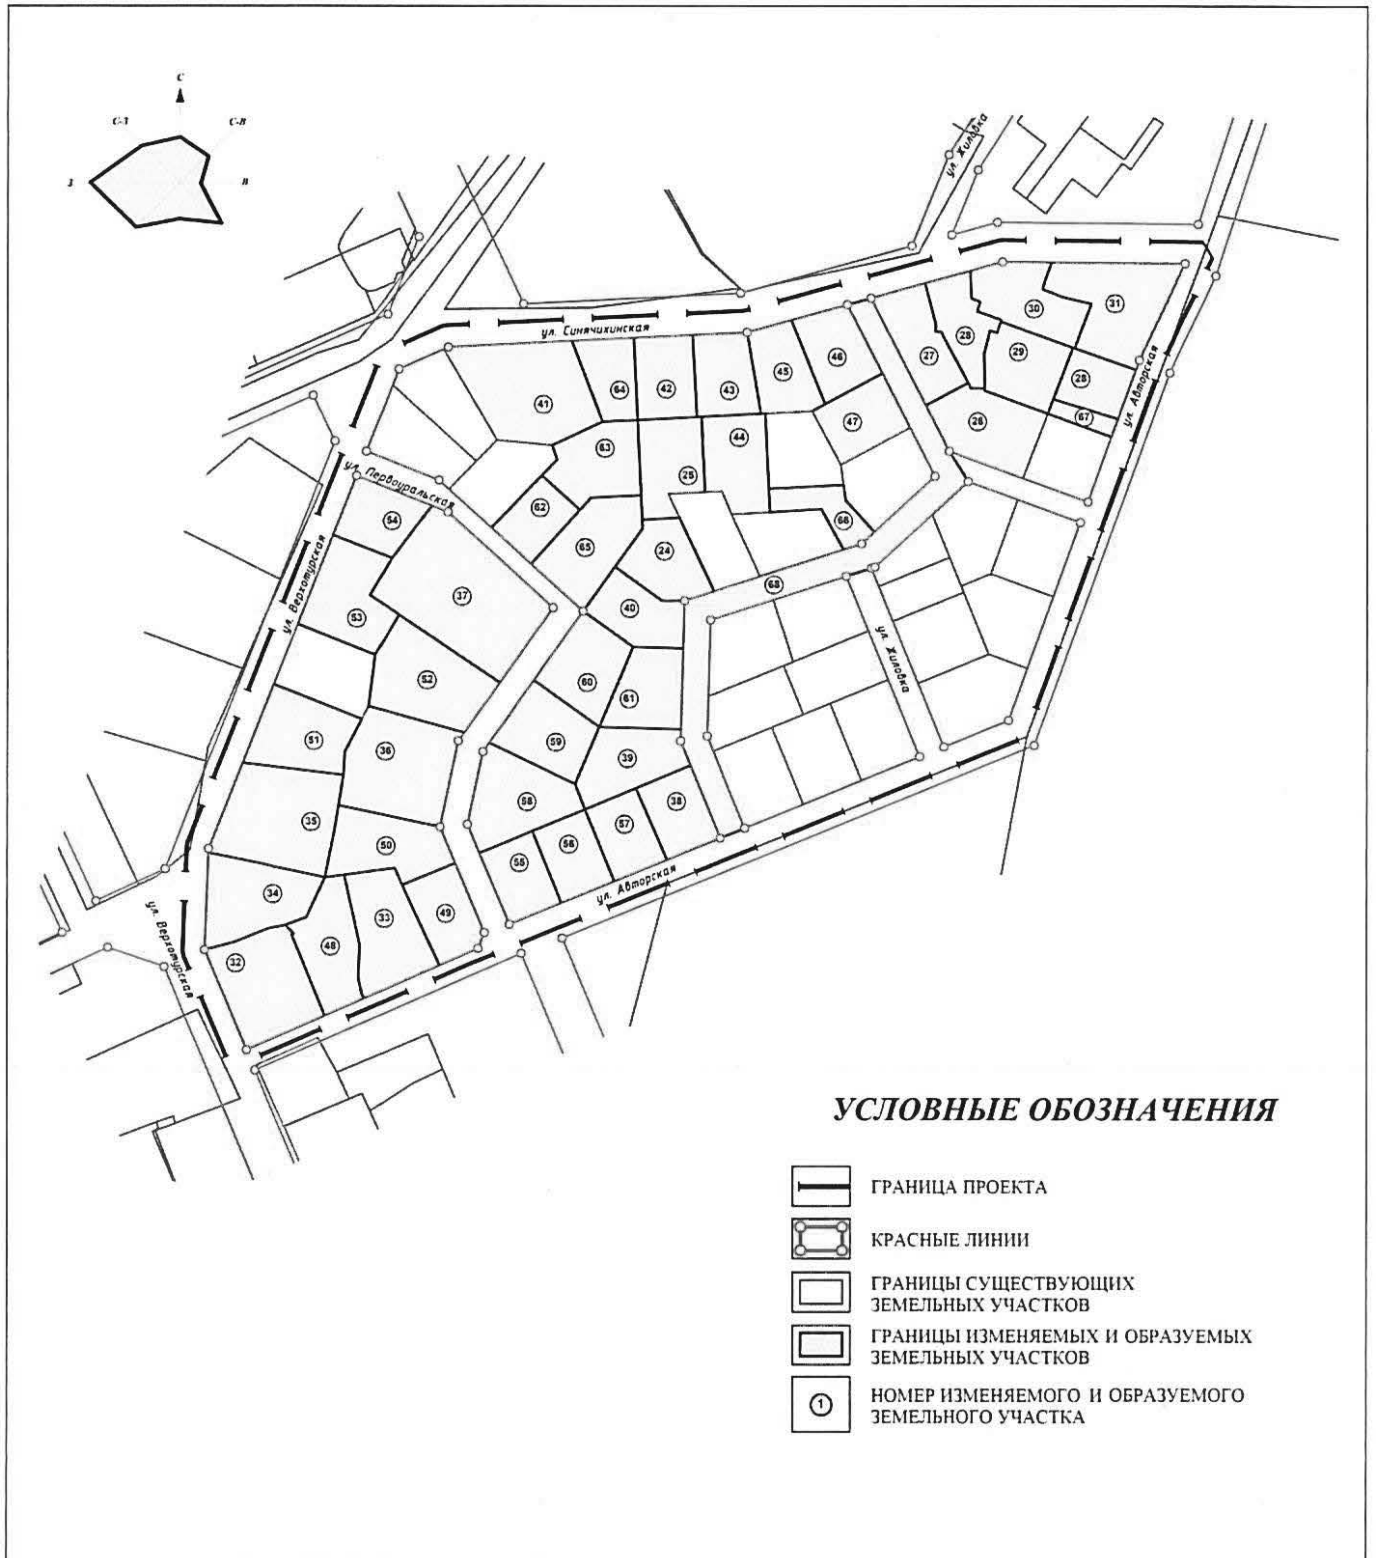 С
С-З
С-В
З
В
ул. Жиловка
ул. Синячихинская
30
31
28
27
29
28
67
26
ул. Авторская
46
45
43
42
64
41
47
44
63
25
ул. Первоуральская
62
66
54
65
24
68
37
40
ул. Верхотурская
53
ул. Жиловка
52
60
61
51
36
59
39
58
38
35
57
50
56
55
ул. Авторская
34
33
49
48
32
ул. Верхотурская
УСЛОВНЫЕ ОБОЗНАЧЕНИЯ
ГРАНИЦА ПРОЕКТА
КРАСНЫЕ ЛИНИИ
ГРАНИЦЫ СУЩЕСТВУЮЩИХ
ЗЕМЕЛЬНЫХ УЧАСТКОВ
ГРАНИЦЫ ИЗМЕНЯЕМЫХ И ОБРАЗУЕМЫХ
ЗЕМЕЛЬНЫХ УЧАСТКОВ
1
НОМЕР ИЗМЕНЯЕМОГО И ОБРАЗУЕМОГО
ЗЕМЕЛЬНОГО УЧАСТКА